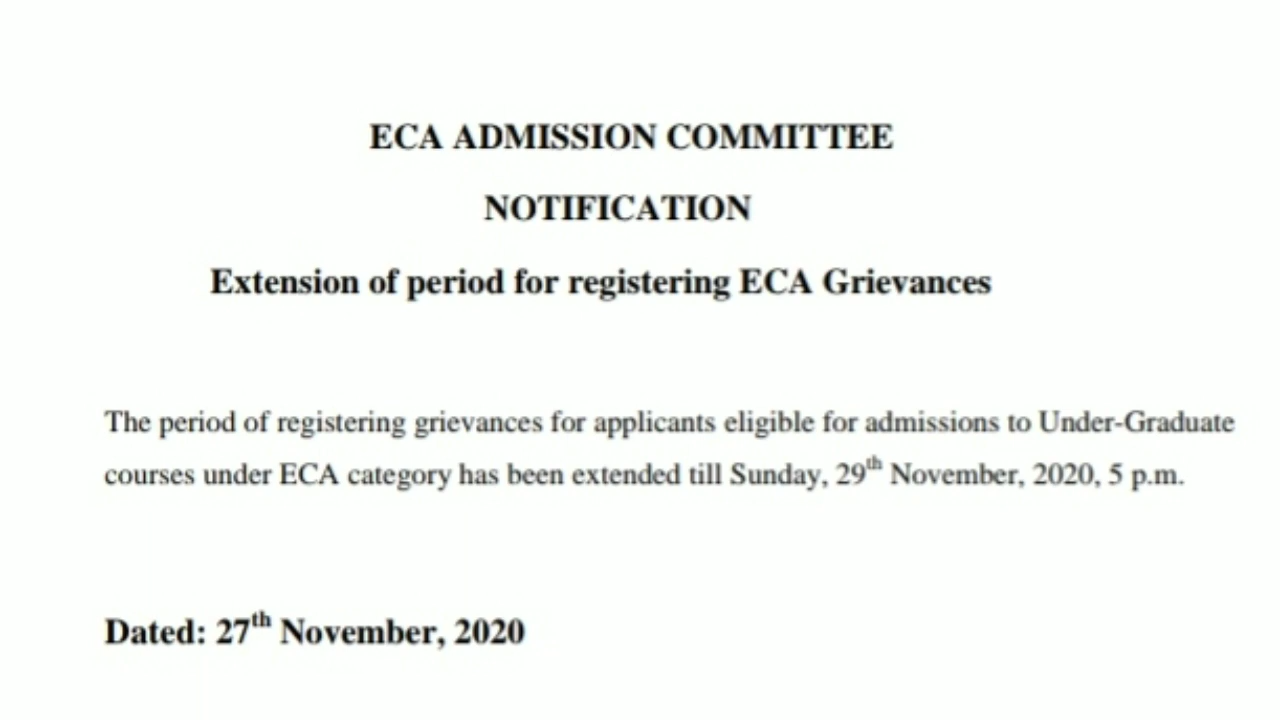 ECA ADMISSION COMMITTEE
NOTIFICATION
Extension of period for registering ECA Grievances
The period of registering grievances for applicants eligible for admissions to Under-Graduate
courses under ECA category has been extended till Sunday, 29th November, 2020, 5 p.m.
Dated: 27th November, 2020